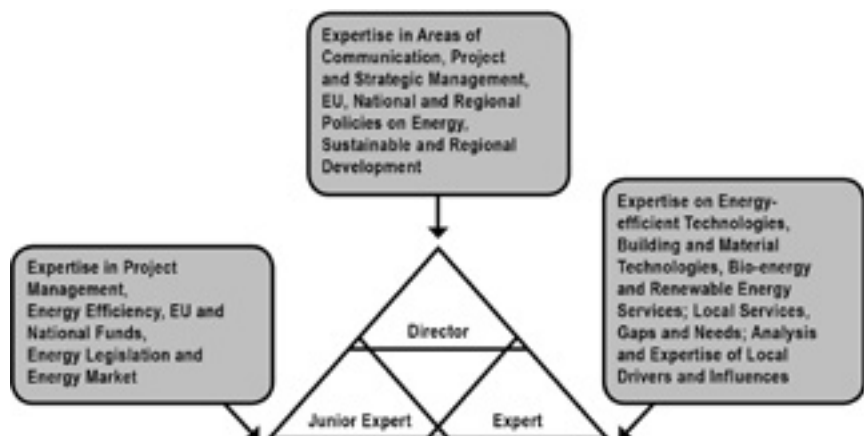 Expertise in Areas of
Communication, Project
and Strategic Management,
EU, National and Regional
Policies on Energy,
Sustainable and Regional
Development
Expertise on Energy-
efficient Technologies,
Building and Material
Technologies, Bio-energy
and Renewable Energy
Services; Local Services,
Gaps and Needs; Analysis
and Expertise of Local
Drivers and Influences
Expertise in Project
Management,
Energy Efficiency, EU and
National Funds,
Energy Legislation and
Energy Market
Director
Junior Expert
Expert